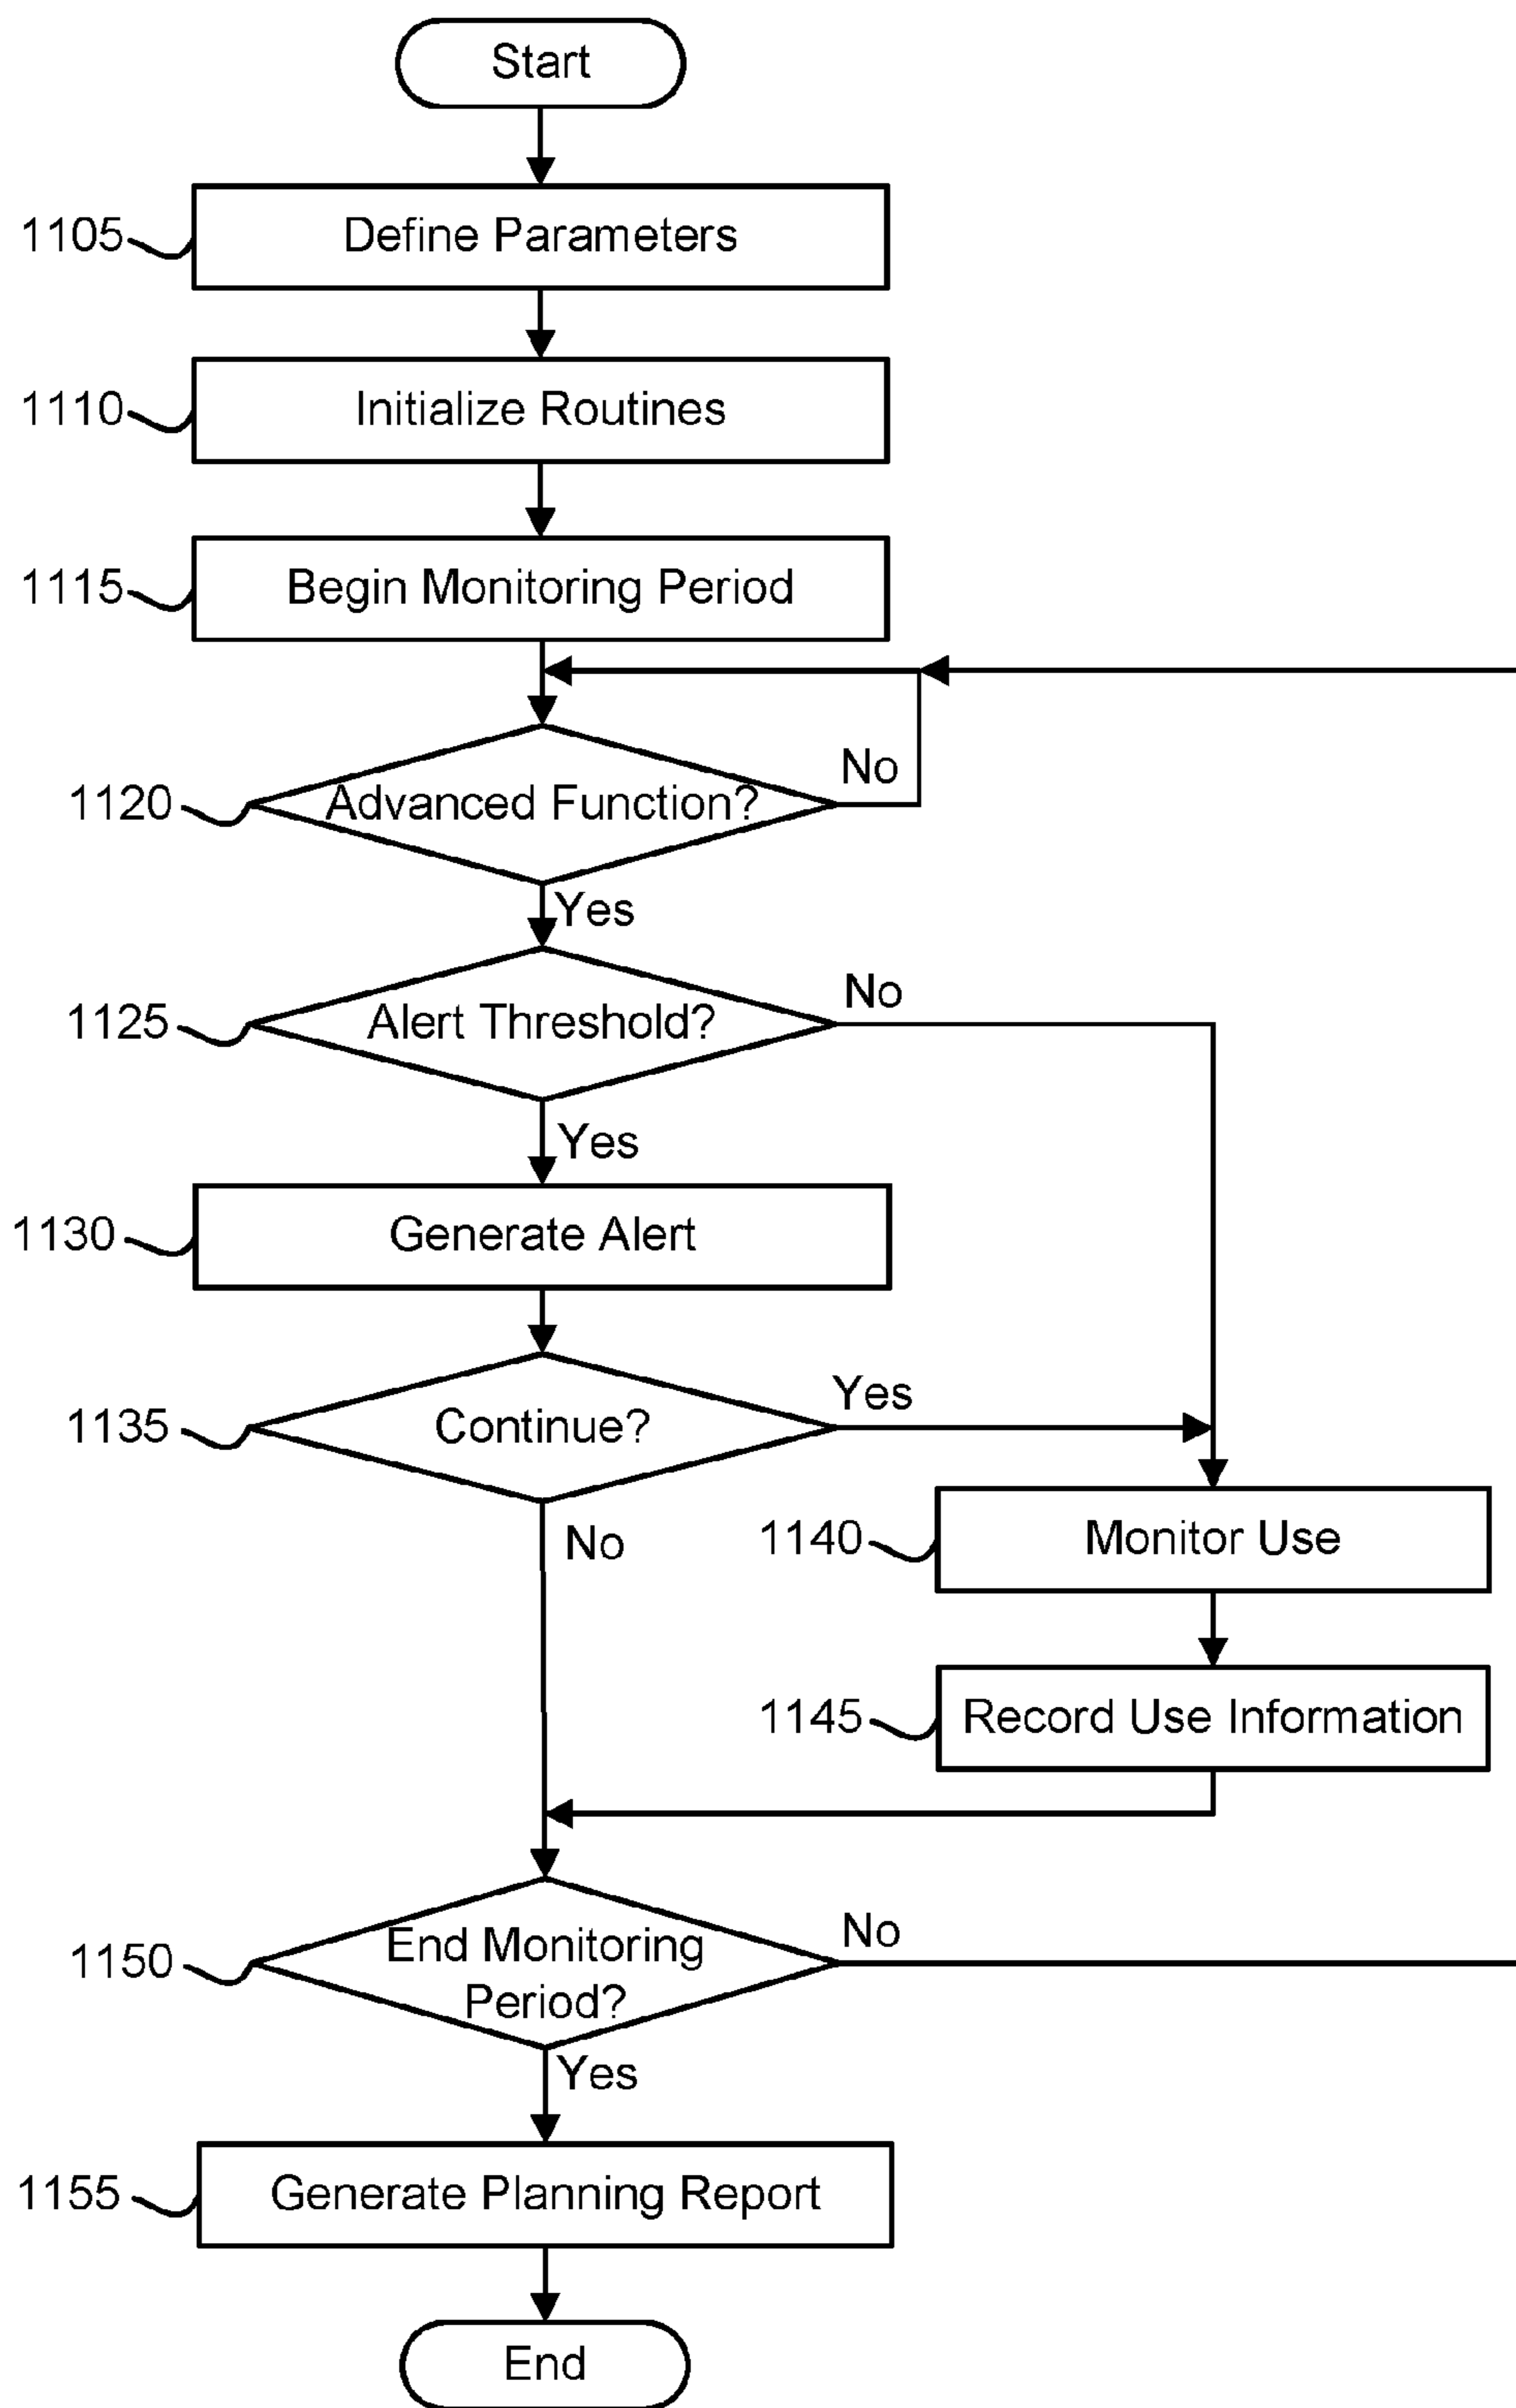 Start
1105
Define Parameters
1110
Initialize Routines
1115
Begin Monitoring Period
No
1120
Advanced Function?
Yes
No
1125
Alert Threshold?
Yes
1130
Generate Alert
Yes
1135
Continue?
No
1140
Monitor Use
1145
Record Use Information
No
1150
End Monitoring
Period?
Yes
1155
Generate Planning Report
End